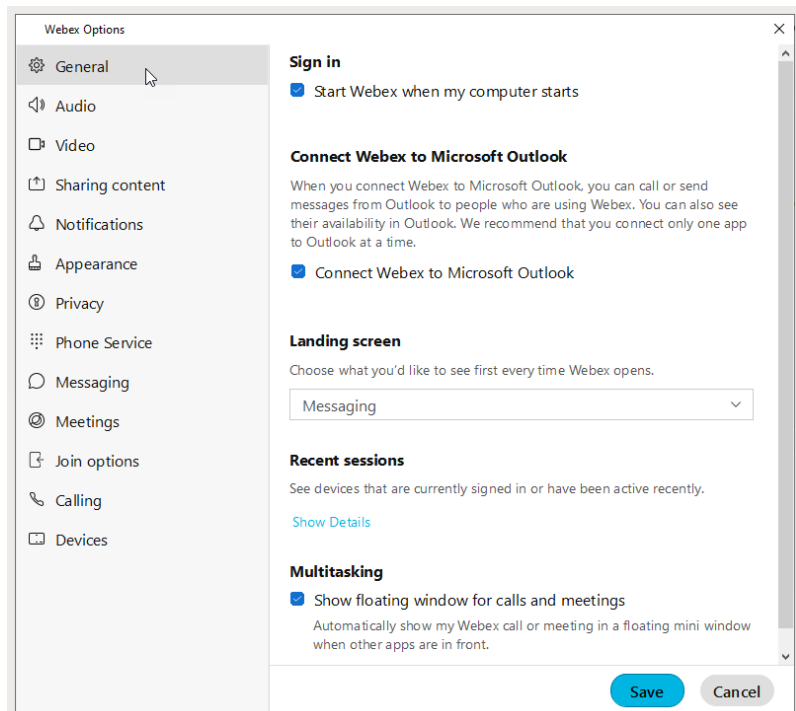 Webex Options
General
Audio
Video
Sharing content
Notifications
Appearance
Privacy
Phone Service
Messaging
Meetings
Join options
Calling
Devices
Sign in
Start Webex when my computer starts
Connect Webex to Microsoft Outlook
When you connect Webex to Microsoft Outlook, you can call or send
messages from Outlook to people who are using Webex. You can also see
their availability in Outlook. We recommend that you connect only one app
to Outlook at a time.
Connect Webex to Microsoft Outlook
Landing screen
Choose what you'd like to see first every time Webex opens.
Messaging
Recent sessions
See devices that are currently signed in or have been active recently.
Show Details
Multitasking
Show floating window for calls and meetings
Automatically show my Webex call or meeting in a floating mini window
when other apps are in front.
Save
Cancel